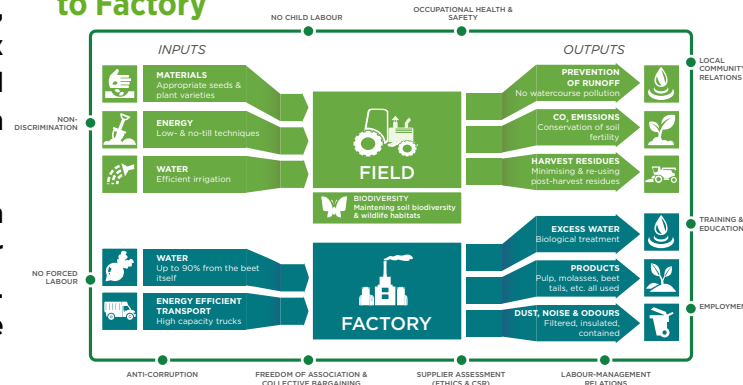 to Factory
NO CHILD LABOUR
OCCUPATIONAL HEALTH &
SAFETY
INPUTS
OUTPUTS
LOCAL
COMMUNITY
RELATIONS
MATERIALS
Appropriate seeds &
plant varieties
PREVENTION
OF RUNOFF
No watercourse pollution
NON-
DISCRIMINATION
ENERGY
Low- & no-till techniques
CO, EMISSIONS
Conservation of soil
fertility
WATER
Efficient irrigation
FIELD
HARVEST RESIDUES
Minimising & re-using
post-harvest residues
BIODIVERSITY
Maintening soil biodiversity
& wildlife habitats
TRAINING &
EDUCATION
EXCESS WATER
Biological treatment
NO FORCED
LABOUR
WATER
Up to 90% from the beet
itself
PRODUCTS
Pulp, molasses, beet
tails, etc. all used
ENERGY EFFICIENT
TRANSPORT
High capacity trucks
FACTORY
DUST, NOISE & ODOURS
Filtered, insulated,
contained
EMPLOYMEN
ANTI-CORRUPTION
FREEDOM OF ASSOCIATION &
COLLECTIVE BARGAINING
SUPPLIER ASSESSMENT
(ETHICS & CSR)
LABOUR-MANAGEMENT
RELATIONS